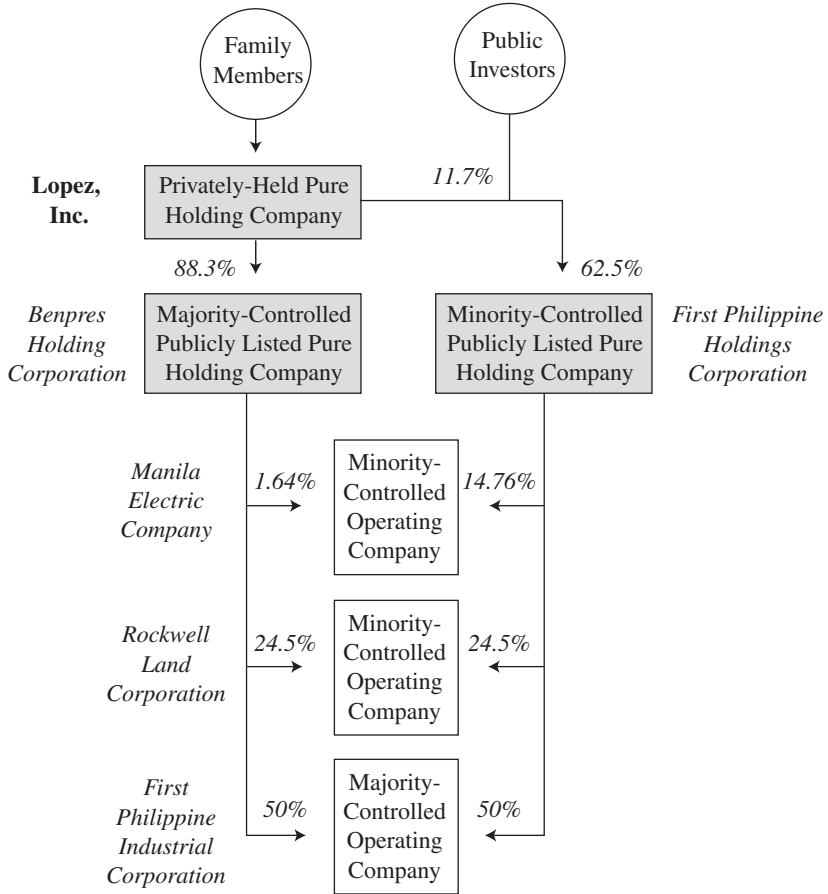 Family
Members
Public
Investors
Lopez,
Inc.
Privately-Held Pure
Holding Company
11.7%
88.3%
62.5%
Benpres
Holding
Corporation
Majority-Controlled
Publicly Listed Pure
Holding Company
Minority-Controlled
Publicly Listed Pure
Holding Company
First Philippine
Holdings
Corporation
Manila
Electric
Company
1.64%
Minority-
Controlled
Operating
Company
14.76%
Rockwell
Land
Corporation
24.5%
Minority-
Controlled
Operating
Company
24.5%
First
Philippine
Industrial
Corporation
50%
Majority-
Controlled
Operating
Company
50%